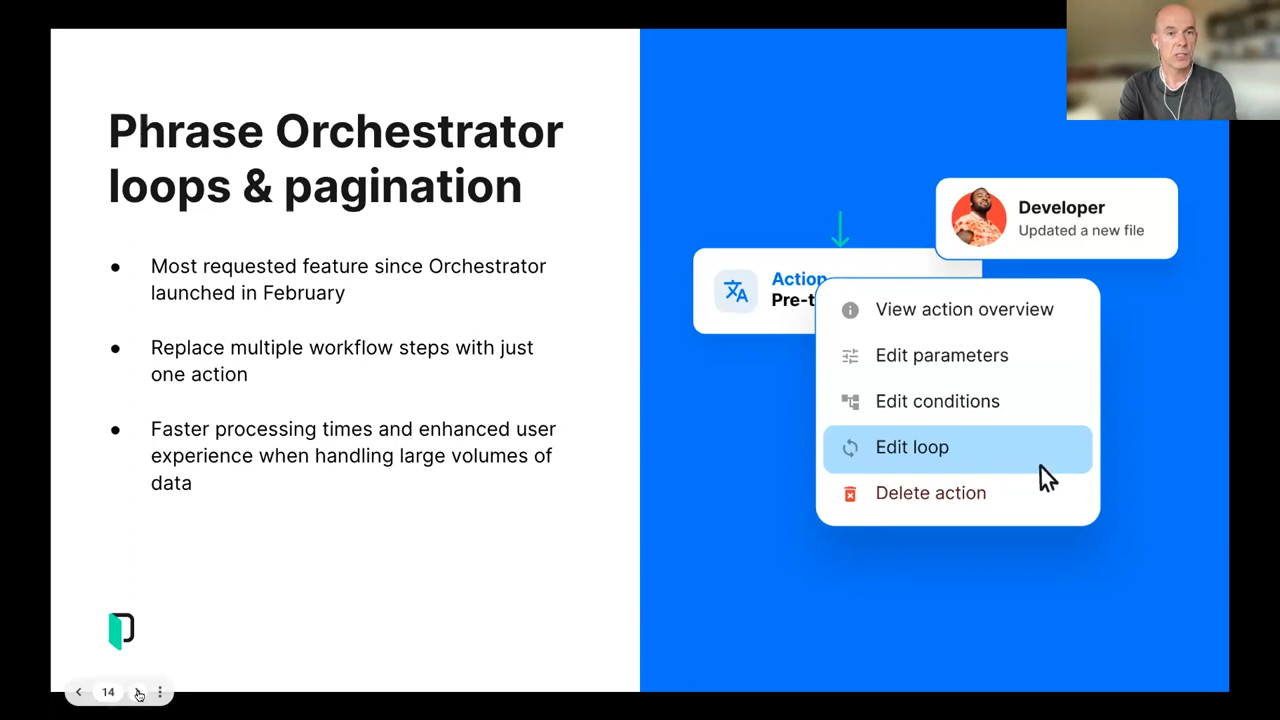 Phrase Orchestrator
loops & pagination
● Most requested feature since Orchestrator
launched in February
● Replace multiple workflow steps with just
one action
● Faster processing times and enhanced user
experience when handling large volumes of
data
Developer
Updated a new file
Action
Pre-t
View action overview
Edit parameters
Edit conditions
Edit loop
Delete action
14